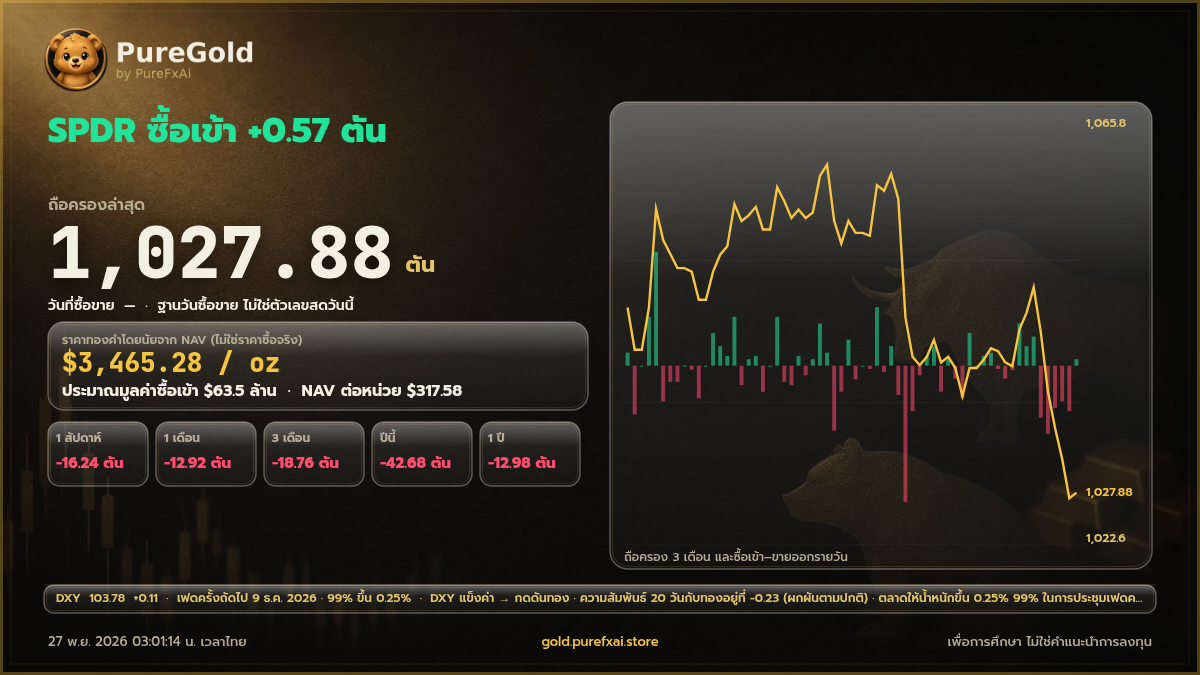 PureGold
by PureFxAi
SPDR ซื้อเข้า +0.57 ตัน
ถือครองล่าสุด
1,027.88 ตัน
วันที่ซื้อขาย — · ฐานวันซื้อขาย ไม่ใช่ตัวเลขสดวันนี้
ราคาทองคำโดยนัยจาก NAV (ไม่ใช่ราคาซื้อจริง)
$3,465.28 / oz
ประมาณมูลค่าซื้อเข้า $63.5 ล้าน · NAV ต่อหน่วย $317.58
1 สัปดาห์
-16.24 ตัน
1 เดือน
-12.92 ตัน
3 เดือน
-18.76 ตัน
ปีนี้
-42.68 ตัน
1 ปี
-12.98 ตัน
1,065.8
1,027.88
1,022.6
ถือครอง 3 เดือน และซื้อเข้า–ขายออกรายวัน
DXY 103.78 +0.11 · เฟดครั้งถัดไป 9 ธ.ค. 2026 · 99% ขึ้น 0.25% · DXY แข็งค่า → กดดันทอง · ความสัมพันธ์ 20 วันกับทองอยู่ที่ -0.23 (ผกผันตามปกติ) · ตลาดให้น้ำหนักขึ้น 0.25% 99% ในการประชุมเฟดค…
27 พ.ย. 2026 03:01:14 น. เวลาไทย
gold.purefxai.store
เพื่อการศึกษา ไม่ใช่คำแนะนำการลงทุน